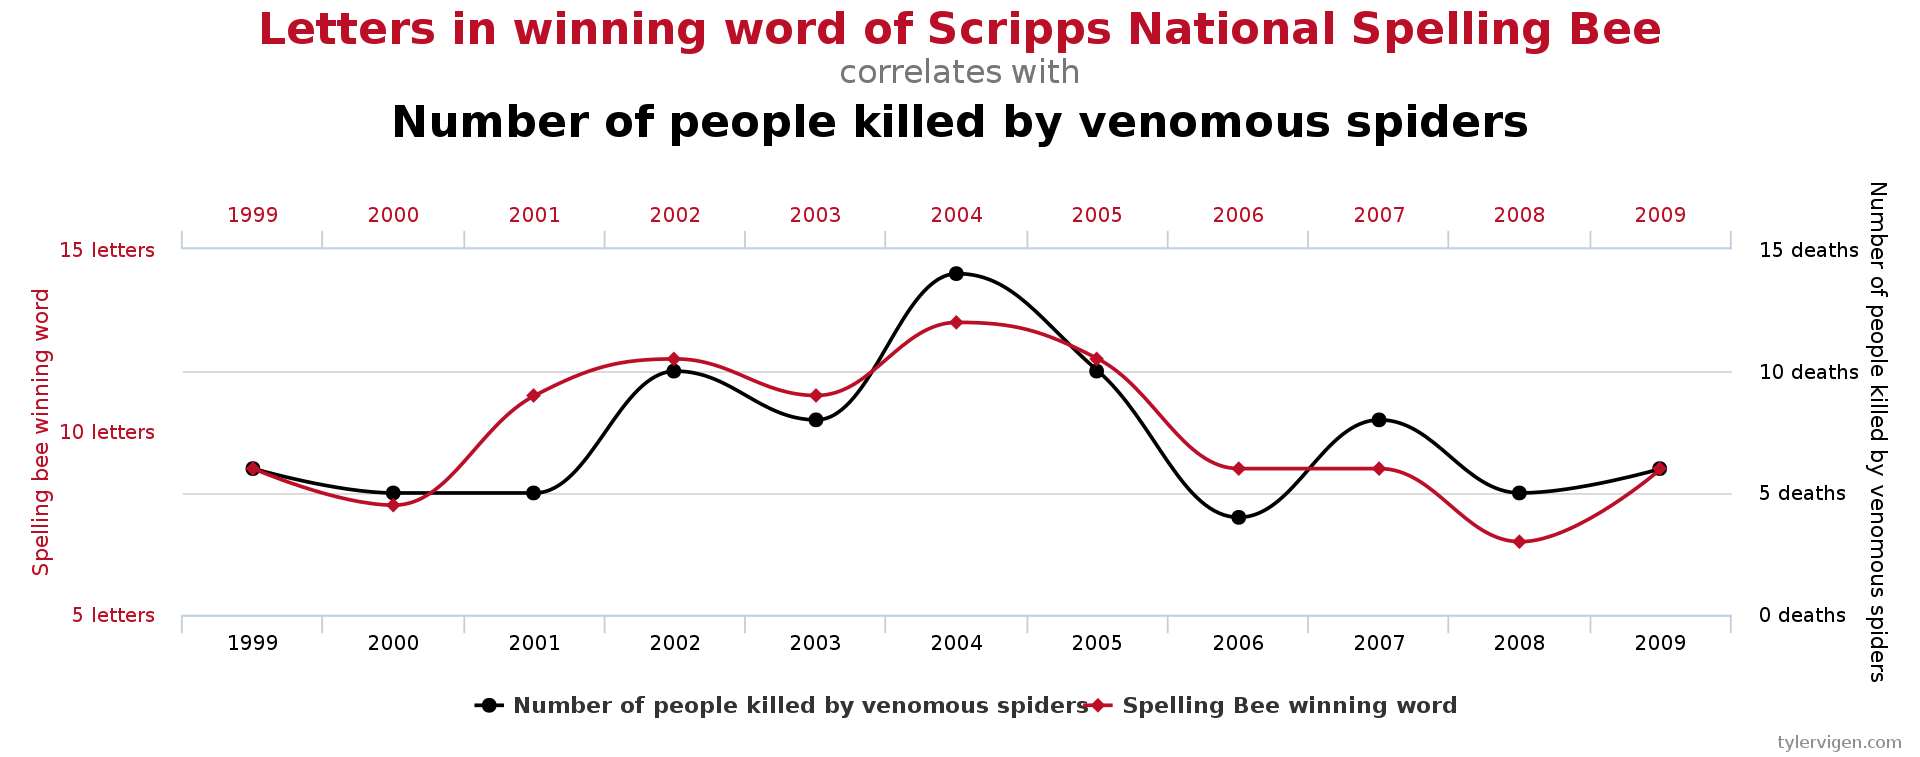 Letters in winning word of Scripps National Spelling Bee
correlates with
Number of people killed by venomous spiders
1999 2000 2001 2002 2003 2004 2005 2006 2007 2008 2009
15 letters
10 letters
5 letters
Spelling bee winning word
15 deaths
10 deaths
5 deaths
0 deaths
Number of people killed by venomous spiders
1999 2000 2001 2002 2003 2004 2005 2006 2007 2008 2009
Number of people killed by venomous spiders Spelling Bee winning word
tylervigen.com